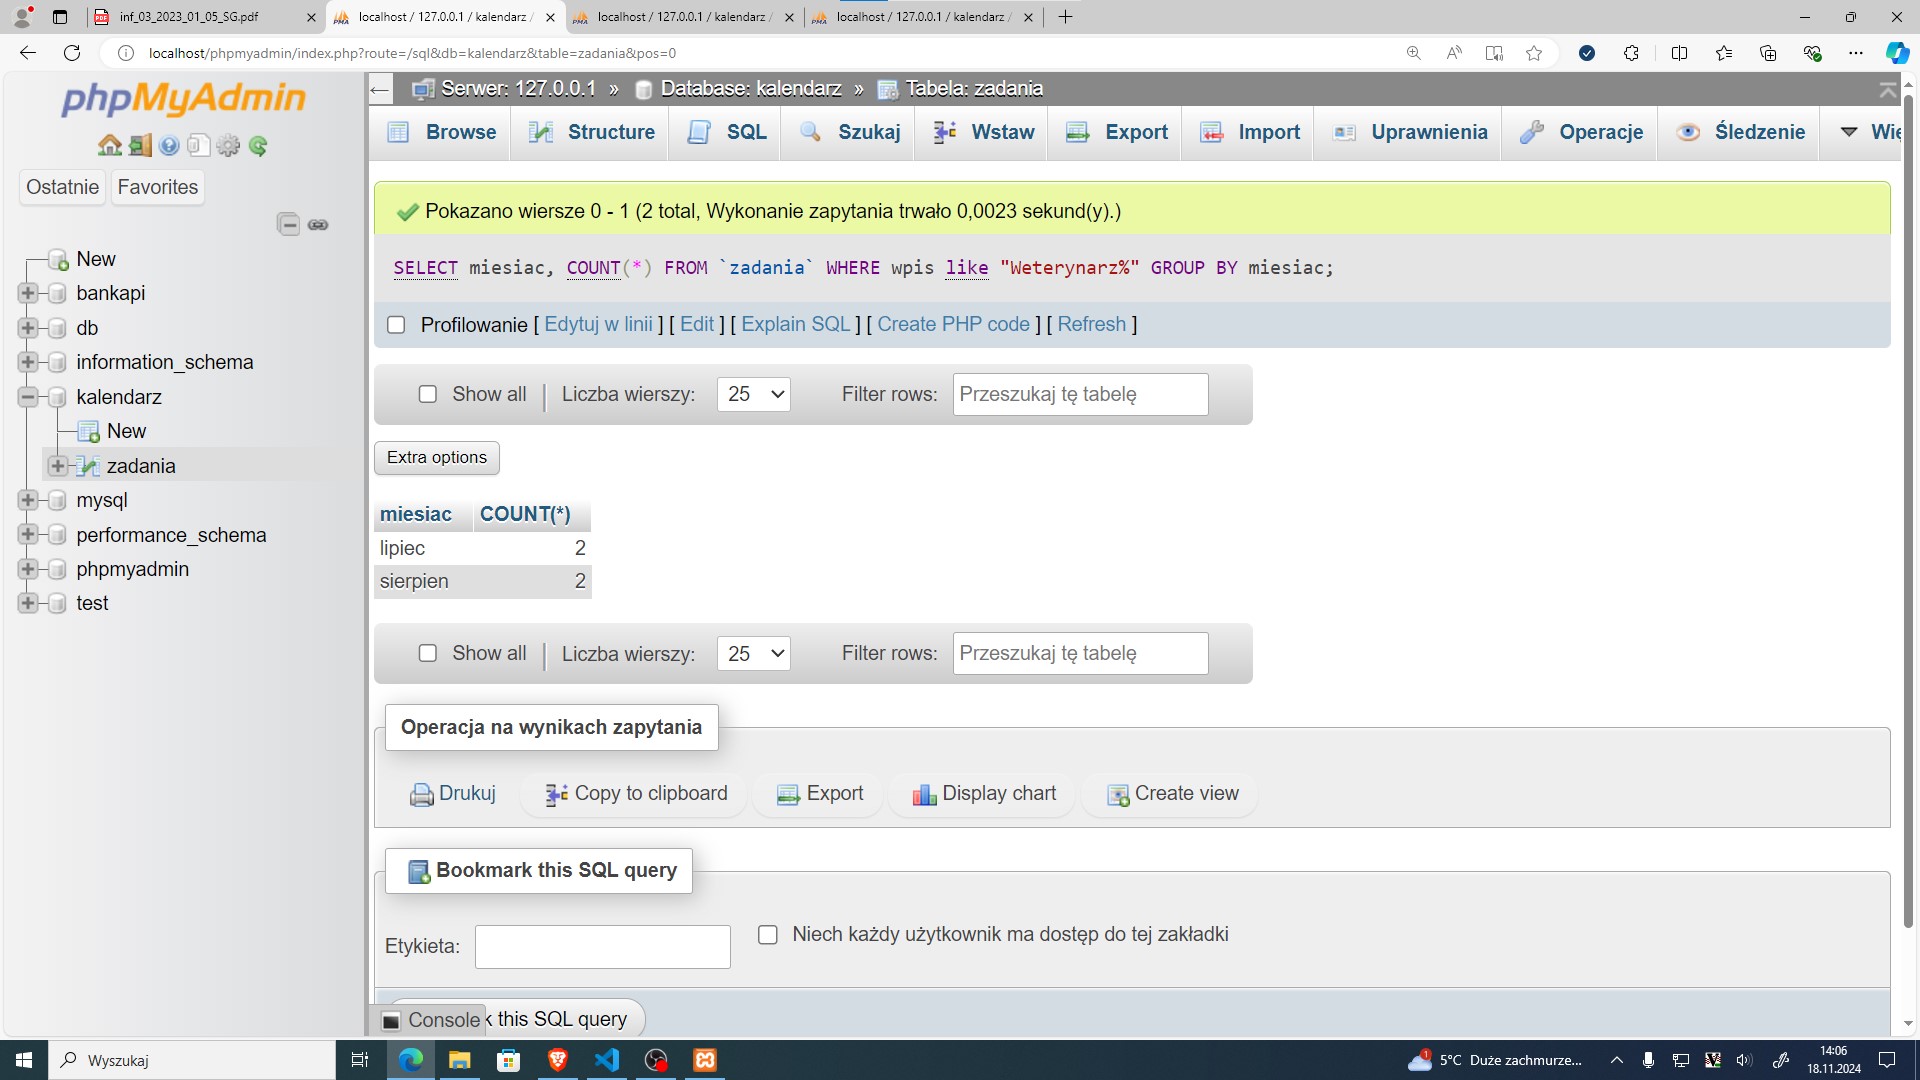 inf_03_2023_01_05_SG.pdf
localhost / 127.0.0.1 / kalendarz /
localhost / 127.0.0.1 / kalendarz /
localhost / 127.0.0.1 / kalendarz /
localhost/phpmyadmin/index.php?route=/sql&db=kalendarz&table=zadania&pos=0
phpMyAdmin
Ostatnie Favorites
New
bankapi
db
information_schema
kalendarz
New
zadania
mysql
performance_schema
phpmyadmin
test
Serwer: 127.0.0.1 » Database: kalendarz » Tabela: zadania
Browse Structure SQL Szukaj Wstaw Export Import Uprawnienia Operacje Śledzenie Wię
Pokazano wiersze 0 - 1 (2 total, Wykonanie zapytania trwało 0,0023 sekund(y).)
SELECT miesiac, COUNT(*) FROM `zadania` WHERE wpis like "Weterynarz%" GROUP BY miesiac;
Profilowanie [ Edytuj w linii ] [ Edit ] [ Explain SQL ] [ Create PHP code ] [ Refresh ]
Show all | Liczba wierszy: 25 Filter rows: Przeszukaj tę tabelę
Extra options
miesiac COUNT(*)
lipiec 2
sierpien 2
Show all | Liczba wierszy: 25 Filter rows: Przeszukaj tę tabelę
Operacja na wynikach zapytania
Drukuj Copy to clipboard Export Display chart Create view
Bookmark this SQL query
Etykieta: Niech każdy użytkownik ma dostęp do tej zakładki
Console k this SQL query
Wyszukaj
5°C Duże zachmurze...
14:06
18.11.2024